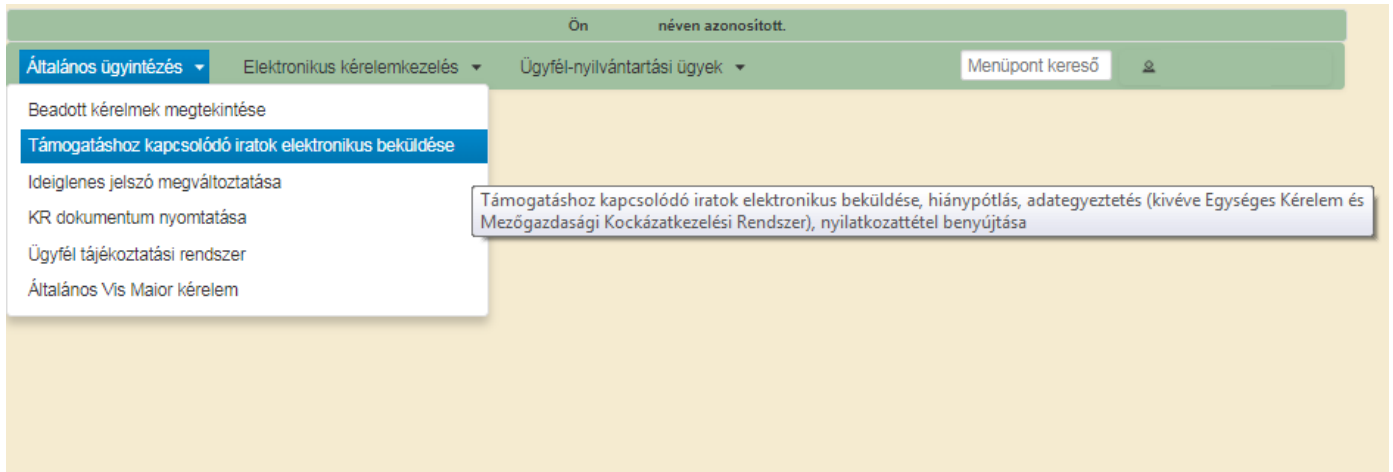 Ön néven azonosított.
Általános ügyintézés Elektronikus kérelemkezelés Ügyfél-nyilvántartási ügyek Menüpont kereső
Beadott kérelmek megtekintése
Támogatáshoz kapcsolódó iratok elektronikus beküldése
Ideiglenes jelszó megváltoztatása
KR dokumentum nyomtatása
Ügyfél tájékoztatási rendszer
Általános Vis Maior kérelem
Támogatáshoz kapcsolódó iratok elektronikus beküldése, hiánypótlás, adategyeztetés (kivéve Egységes Kérelem és
Mezőgazdasági Kockázatkezelési Rendszer), nyilatkozattétel benyújtása